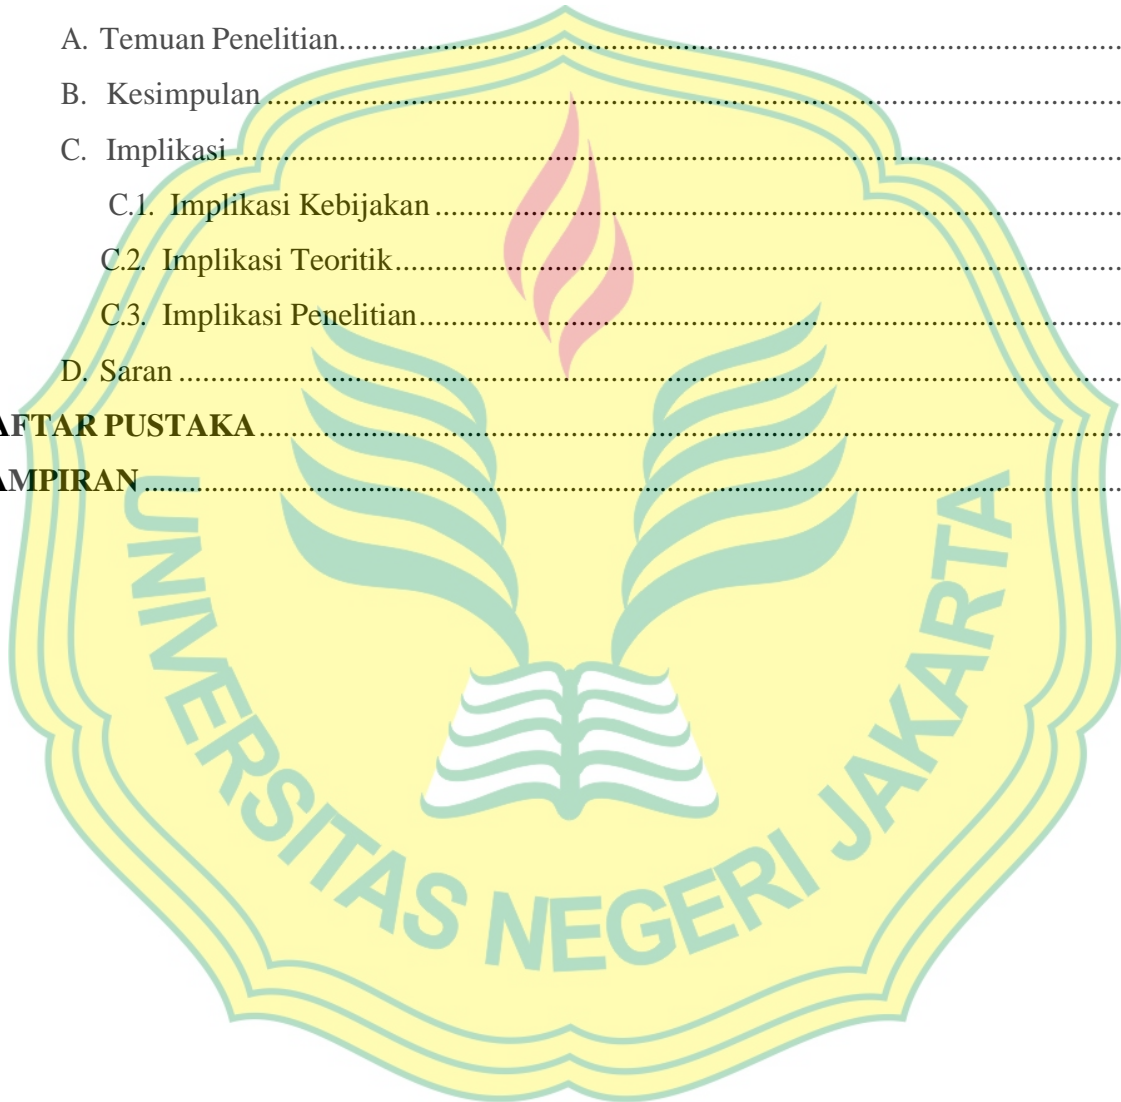 A. Temuan Penelitian................................................................
B. Kesimpulan................................................................
C. Implikasi................................................................
C.1. Implikasi Kebijakan................................................................
C.2. Implikasi Teoritik................................................................
C.3. Implikasi Penelitian................................................................
D. Saran................................................................
AFTAR PUSTAKA................................................................
AMPIRAN................................................................
UNIVERSITAS NEGERI JAKARTA